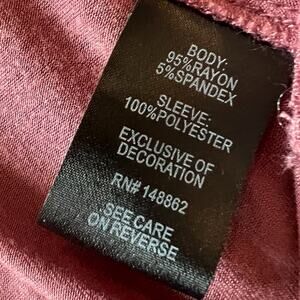 BODY:
95%RAYON
5%SPANDEX
SLEEVE:
100%POLYESTER
EXCLUSIVE OF
DECORATION
RN# 148862
SEE CARE
ON REVERSE